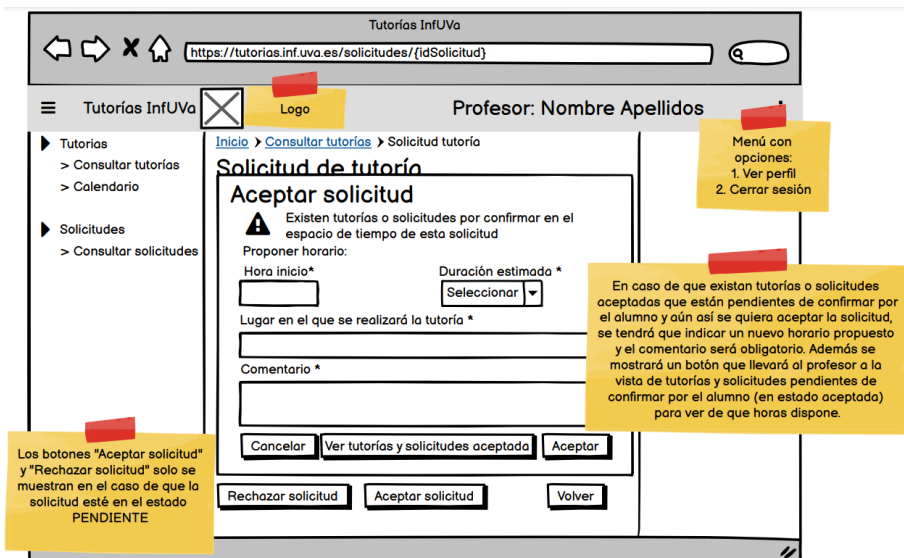 Tutorías InfUVa
https://tutorias.inf.uva.es/solicitudes/{idSolicitud}
Tutorías InfUVa
Logo
Profesor: Nombre Apellidos
Menú con
opciones:
1. Ver perfil
2. Cerrar sesión
Tutorias
> Consultar tutorías
> Calendario
Solicitudes
> Consultar solicitudes
Inicio > Consultar tutorías > Solicitud tutoría
Solicitud de tutoría
Aceptar solicitud
Existen tutorías o solicitudes por confirmar en el
espacio de tiempo de esta solicitud
Proponer horario:
Hora inicio*
Duración estimada *
Seleccionar
Lugar en el que se realizará la tutoría *
Comentario *
Cancelar
Ver tutorías y solicitudes aceptada
Aceptar
Rechazar solicitud
Aceptar solicitud
Volver
En caso de que existan tutorías o solicitudes
aceptadas que están pendientes de confirmar por
el alumno y aún así se quiera aceptar la solicitud,
se tendrá que indicar un nuevo horario propuesto
y el comentario será obligatorio. Además se
mostrará un botón que llevará al profesor a la
vista de tutorías y solicitudes pendientes de
confirmar por el alumno (en estado aceptada)
para ver de que horas dispone.
Los botones "Aceptar solicitud"
y "Rechazar solicitud" solo se
muestran en el caso de que la
solicitud esté en el estado
PENDIENTE